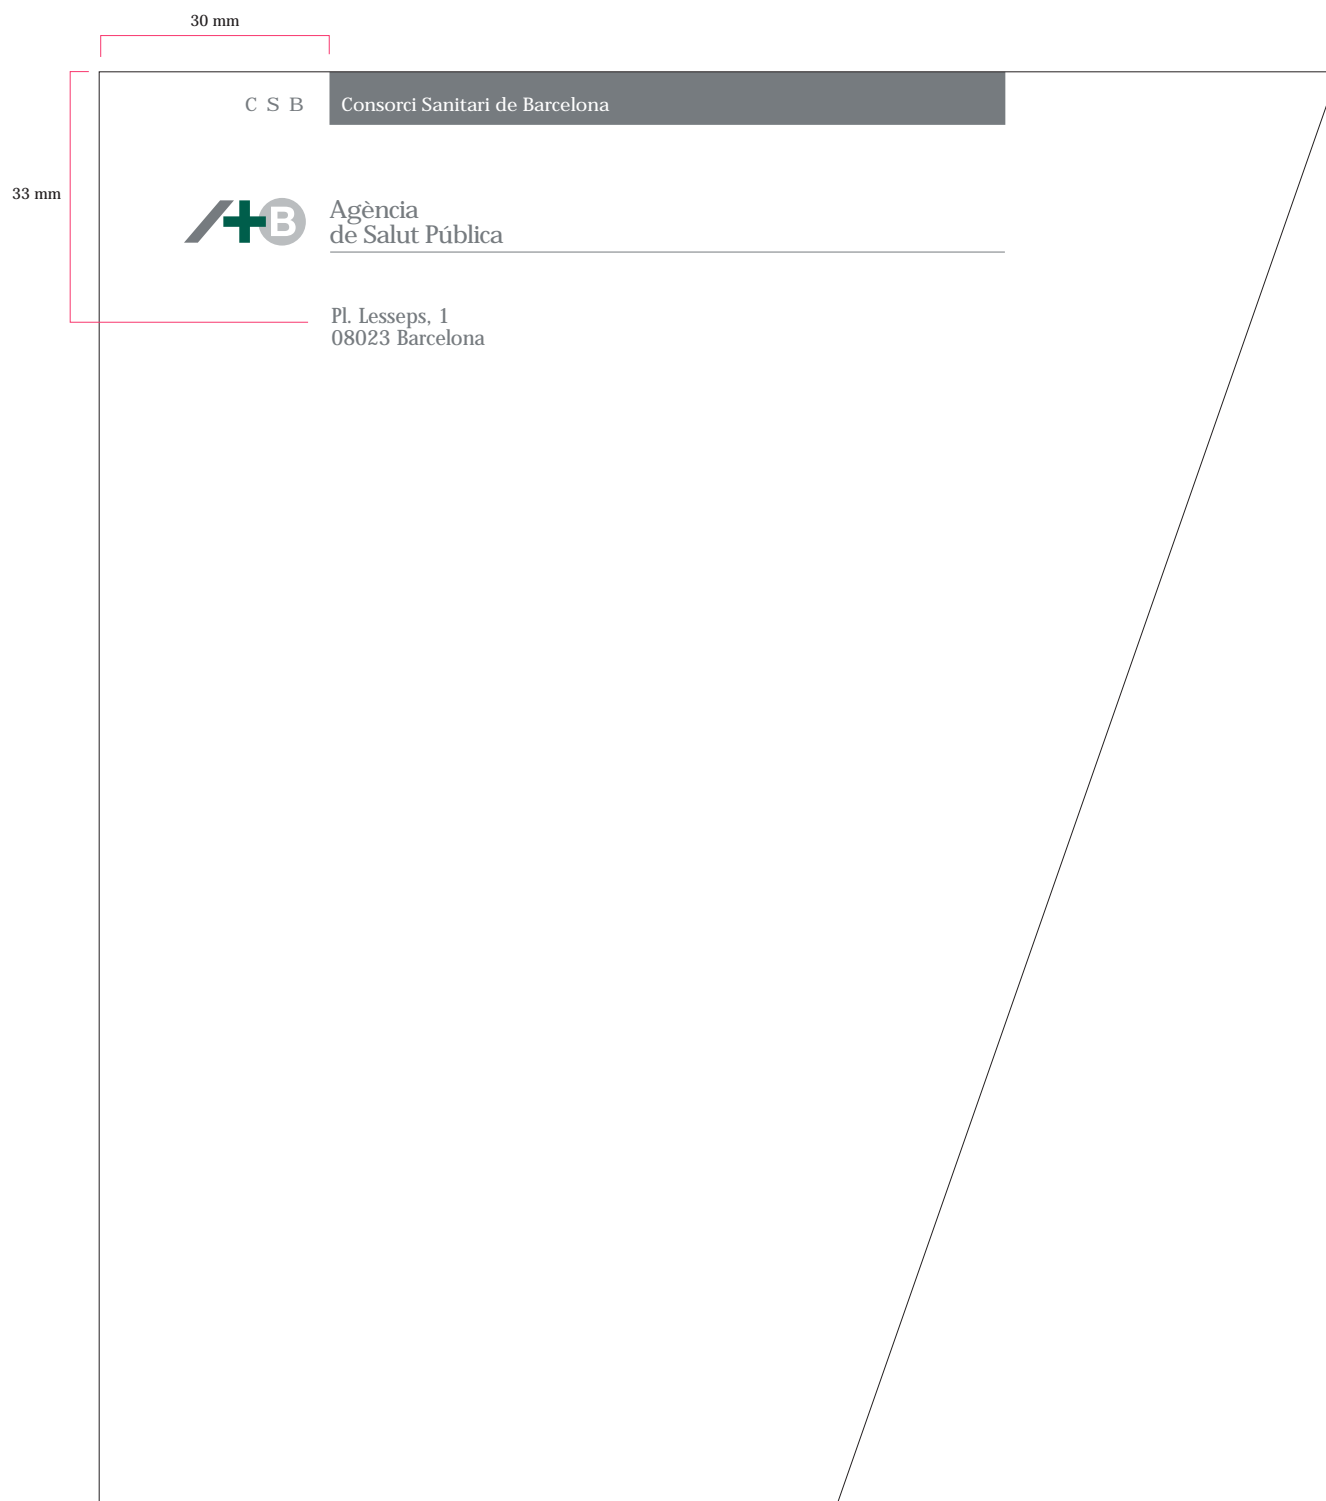 30 mm
C S B Consorci Sanitari de Barcelona
33 mm
A+B
Agència
de Salut Pública
Pl. Lesseps, 1
08023 Barcelona